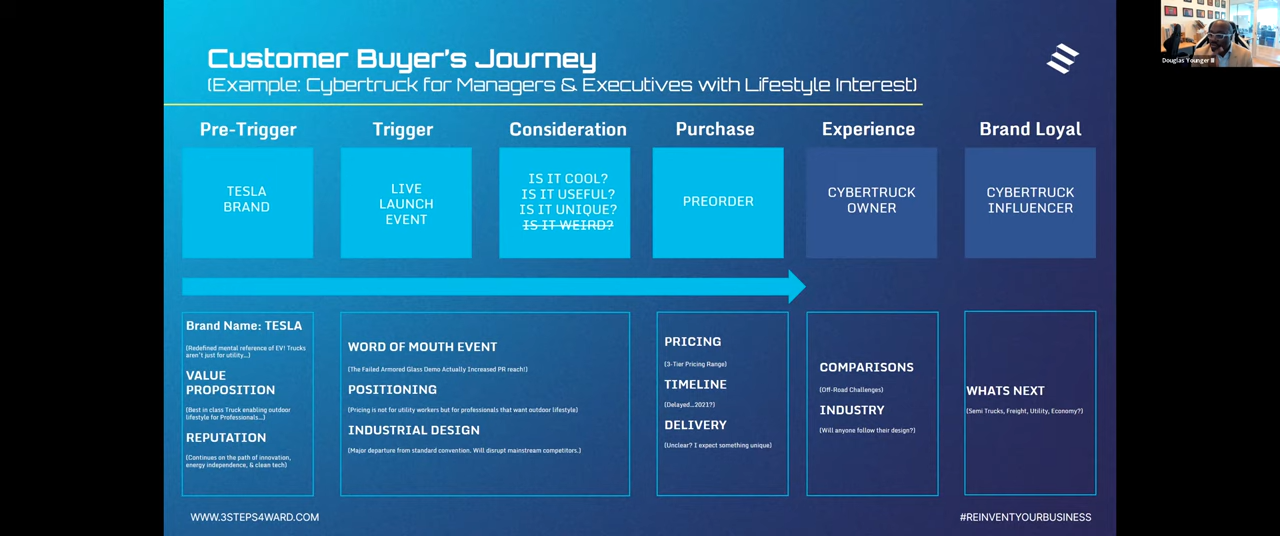 Customer Buyer's Journey
(Example: Cybertruck for Managers & Executives with Lifestyle Interest)
Pre-Trigger
Trigger
Consideration
Purchase
Experience
Brand Loyal
TESLA
BRAND
LIVE
LAUNCH
EVENT
IS IT COOL?
IS IT USEFUL?
IS IT UNIQUE?
IS IT WEIRD?
PREORDER
CYBERTRUCK
OWNER
CYBERTRUCK
INFLUENCER
Brand Name: TESLA
(Redefined mental reference of EV! Trucks
aren't just for utility...)
VALUE
PROPOSITION
(Best in class Truck enabling outdoor
lifestyle for Professionals...)
REPUTATION
(Continues on the path of innovation,
energy independence, & clean tech)
WORD OF MOUTH EVENT
(The Failed Armored Glass Demo Actually Increased PR reach!)
POSITIONING
(Pricing is not for utility workers but for professionals that want outdoor lifestyle)
INDUSTRIAL DESIGN
(Major departure from standard convention. Will disrupt mainstream competitors.)
PRICING
(3-Tier Pricing Range)
TIMELINE
(Delayed...2021?)
DELIVERY
(Unclear? I expect something unique)
COMPARISONS
(Off-Road Challenges)
INDUSTRY
(Will anyone follow their design?)
WHATS NEXT
(Semi Trucks, Freight, Utility, Economy?)
WWW.3STEPS4WARD.COM
#REINVENTYOURBUSINESS
Douglas Younger II